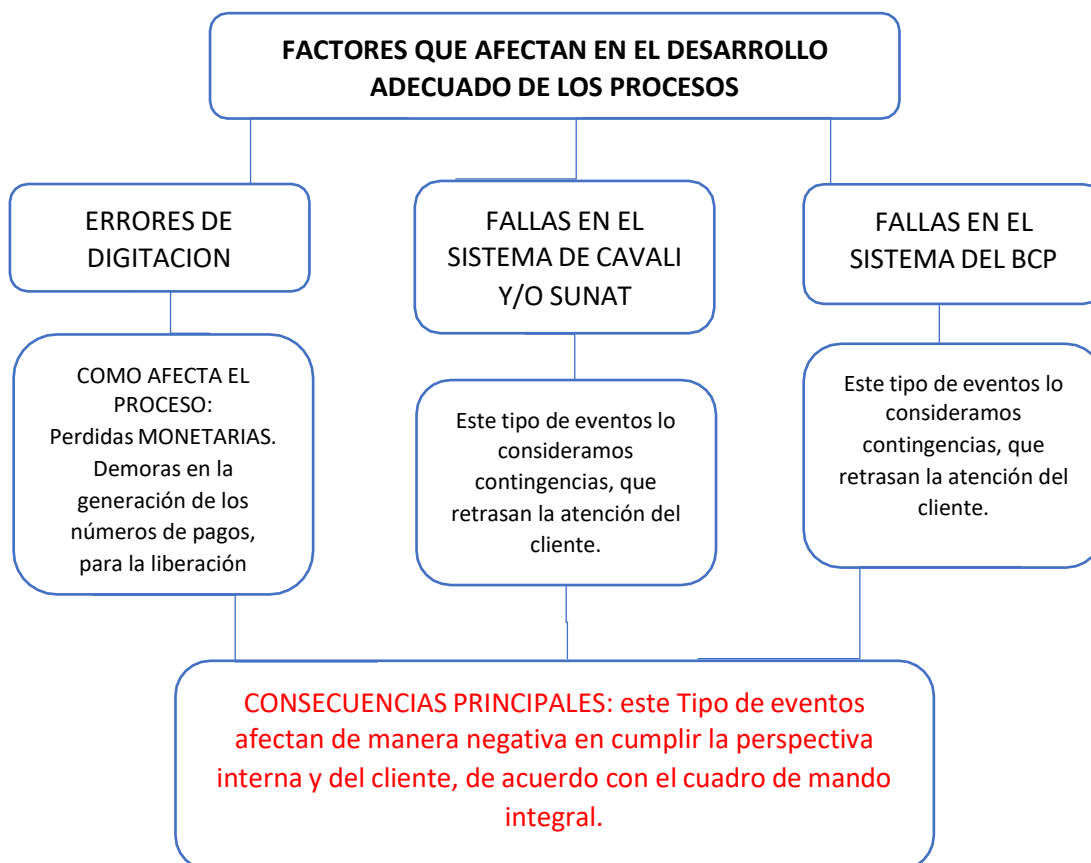 FACTORES QUE AFECTAN EN EL DESARROLLO
ADECUADO DE LOS PROCESOS
ERRORES DE
DIGITACION
FALLAS EN EL
SISTEMA DE CAVALI
Y/O SUNAT
FALLAS EN EL
SISTEMA DEL BCP
COMO AFECTA EL
PROCESO:
Perdidas MONETARIAS.
Demoras en la
generación de los
números de pagos,
para la liberación
Este tipo de eventos lo
consideramos
contingencias, que
retrasan la atención del
cliente.
Este tipo de eventos lo
consideramos
contingencias, que
retrasan la atención del
cliente.
CONSECUENCIAS PRINCIPALES: este Tipo de eventos
afectan de manera negativa en cumplir la perspectiva
interna y del cliente, de acuerdo con el cuadro de mando
integral.